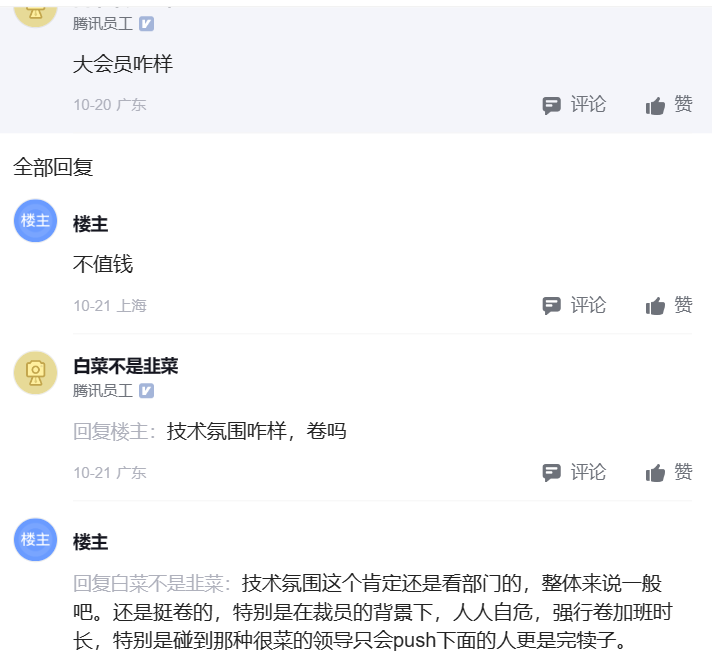 腾讯员工
大会员咋样
10-20 广东
评论 赞
全部回复
楼主 楼主
不值钱
10-21 上海
评论 赞
白菜不是韭菜
腾讯员工
回复楼主：技术氛围咋样，卷吗
10-21 广东
评论 赞
楼主 楼主
回复白菜不是韭菜：技术氛围这个肯定还是看部门的，整体来说一般
吧。还是挺卷的，特别是在裁员的背景下，人人自危，强行卷加班时
长，特别是碰到那种很菜的领导只会push下面的人更是完犊子。